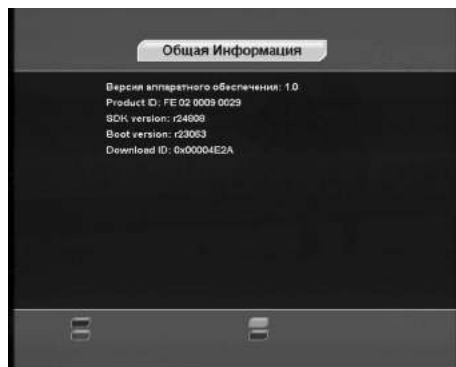 Общая Информация
Версия аппаратного обеспечения: 1.0
Product ID: FE 02 0009 0029
SDK version: r24808
Boot version: r23063
Download ID: 0x00004E2A